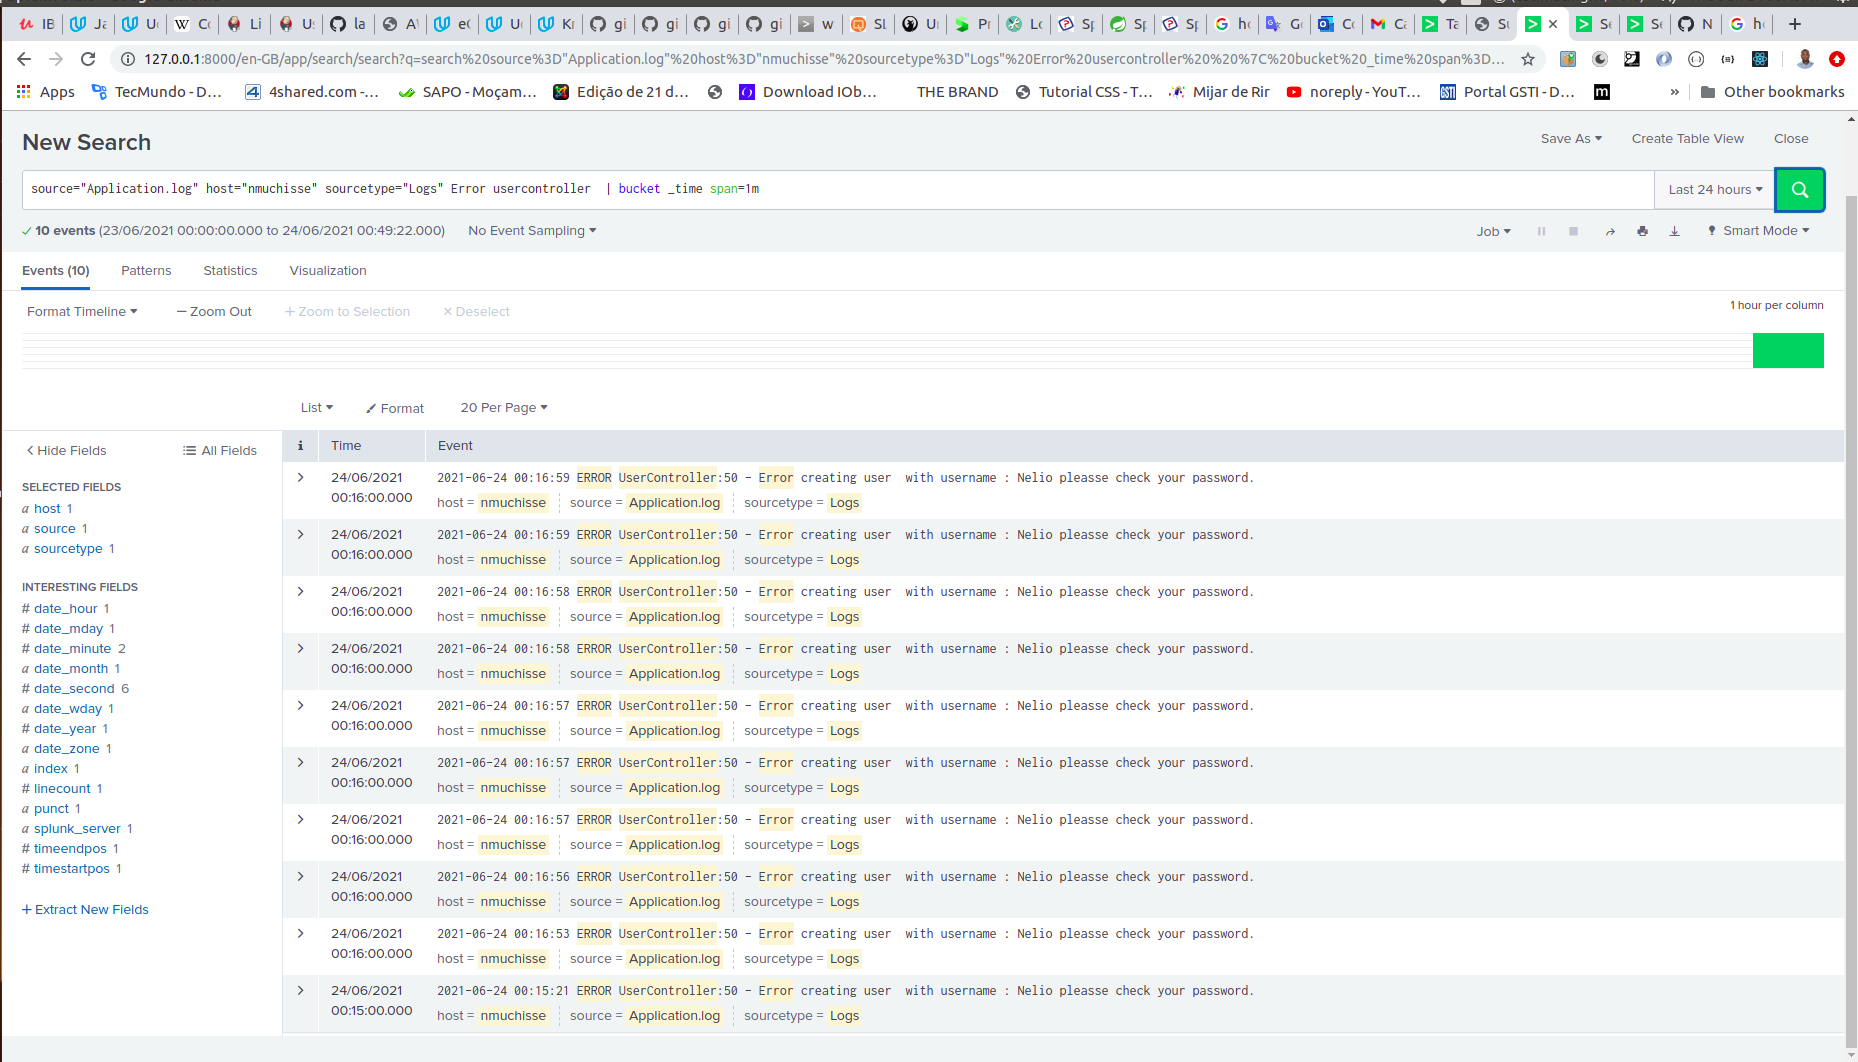 IB Ja Ud W Co Li Us la A eC Ud Kr gi gi gi gi w SL Ur Pr Lo Sp Sp Sp ho Go Co Ca Ta St Se Se N ho
127.0.0.1:8000/en-GB/app/search/search?q=search%20source%3D"Application.log"%20host%3D"nmuchisse"%20sourcetype%3D"Logs"%20Error%20usercontroller%20%20%7C%20bucket%20_time%20span%3D...
Apps TecMundo - D... 4shared.com -... SAPO - Moçam... Edição de 21 d... Download IOb... THE BRAND Tutorial CSS - T... Mijar de Rir noreply - YouT... GSTI Portal GSTI - D... m » Other bookmarks
New Search Save As Create Table View Close
source="Application.log" host="nmuchisse" sourcetype="Logs" Error usercontroller | bucket _time span=1m Last 24 hours
10 events (23/06/2021 00:00:00.000 to 24/06/2021 00:49:22.000) No Event Sampling Job Smart Mode
Events (10) Patterns Statistics Visualization
Format Timeline — Zoom Out + Zoom to Selection × Deselect 1 hour per column
List Format 20 Per Page
Hide Fields All Fields
SELECTED FIELDS
a host 1
a source 1
a sourcetype 1
INTERESTING FIELDS
# date_hour 1
# date_mday 1
# date_minute 2
a date_month 1
# date_second 6
a date_wday 1
# date_year 1
a date_zone 1
a index 1
# linecount 1
a punct 1
a splunk_server 1
# timeendpos 1
# timestartpos 1
+ Extract New Fields
i Time Event
24/06/2021 2021-06-24 00:16:59 ERROR UserController:50 - Error creating user with username : Nelio pleasse check your password.
00:16:00.000 host = nmuchisse source = Application.log sourcetype = Logs
24/06/2021 2021-06-24 00:16:59 ERROR UserController:50 - Error creating user with username : Nelio pleasse check your password.
00:16:00.000 host = nmuchisse source = Application.log sourcetype = Logs
24/06/2021 2021-06-24 00:16:58 ERROR UserController:50 - Error creating user with username : Nelio pleasse check your password.
00:16:00.000 host = nmuchisse source = Application.log sourcetype = Logs
24/06/2021 2021-06-24 00:16:58 ERROR UserController:50 - Error creating user with username : Nelio pleasse check your password.
00:16:00.000 host = nmuchisse source = Application.log sourcetype = Logs
24/06/2021 2021-06-24 00:16:57 ERROR UserController:50 - Error creating user with username : Nelio pleasse check your password.
00:16:00.000 host = nmuchisse source = Application.log sourcetype = Logs
24/06/2021 2021-06-24 00:16:57 ERROR UserController:50 - Error creating user with username : Nelio pleasse check your password.
00:16:00.000 host = nmuchisse source = Application.log sourcetype = Logs
24/06/2021 2021-06-24 00:16:57 ERROR UserController:50 - Error creating user with username : Nelio pleasse check your password.
00:16:00.000 host = nmuchisse source = Application.log sourcetype = Logs
24/06/2021 2021-06-24 00:16:56 ERROR UserController:50 - Error creating user with username : Nelio pleasse check your password.
00:16:00.000 host = nmuchisse source = Application.log sourcetype = Logs
24/06/2021 2021-06-24 00:16:53 ERROR UserController:50 - Error creating user with username : Nelio pleasse check your password.
00:16:00.000 host = nmuchisse source = Application.log sourcetype = Logs
24/06/2021 2021-06-24 00:15:21 ERROR UserController:50 - Error creating user with username : Nelio pleasse check your password.
00:15:00.000 host = nmuchisse source = Application.log sourcetype = Logs